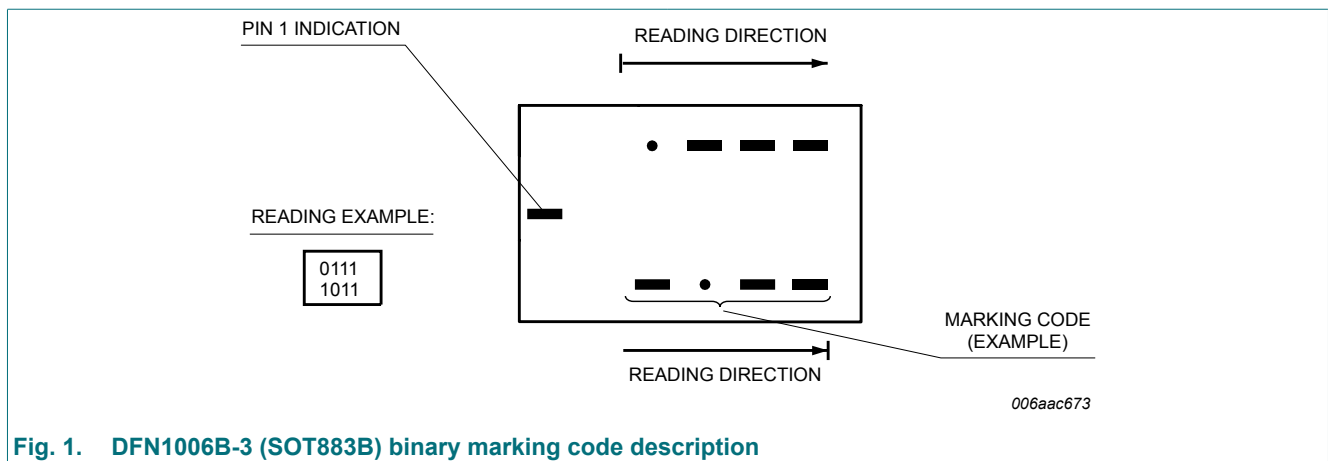 PIN 1 INDICATION
READING DIRECTION
READING EXAMPLE:
0111
1011
MARKING CODE
(EXAMPLE)
READING DIRECTION
006aac673
Fig. 1. DFN1006B-3 (SOT883B) binary marking code description